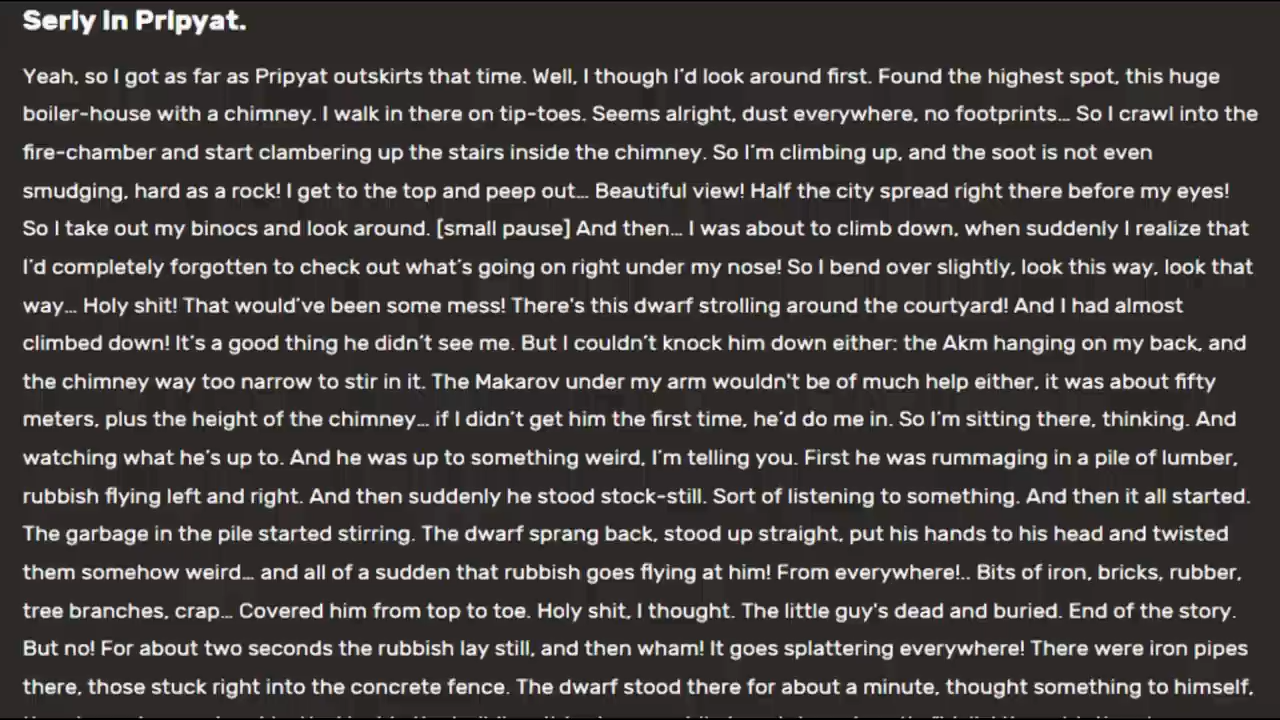 Serly in Pripyat.
Yeah, so I got as far as Pripyat outskirts that time. Well, I though I'd look around first. Found the highest spot, this huge
boiler-house with a chimney. I walk in there on tip-toes. Seems alright, dust everywhere, no footprints... So I crawl into the
fire-chamber and start clambering up the stairs inside the chimney. So I'm climbing up, and the soot is not even
smudging, hard as a rock! I get to the top and peep out... Beautiful view! Half the city spread right there before my eyes!
So I take out my binocs and look around. [small pause] And then... I was about to climb down, when suddenly I realize that
I'd completely forgotten to check out what's going on right under my nose! So I bend over slightly, look this way, look that
way... Holy shit! That would've been some mess! There's this dwarf strolling around the courtyard! And I had almost
climbed down! It's a good thing he didn't see me. But I couldn't knock him down either: the Akm hanging on my back, and
the chimney way too narrow to stir in it. The Makarov under my arm wouldn't be of much help either, it was about fifty
meters, plus the height of the chimney... if I didn't get him the first time, he'd do me in. So I'm sitting there, thinking. And
watching what he's up to. And he was up to something weird, I'm telling you. First he was rummaging in a pile of lumber,
rubbish flying left and right. And then suddenly he stood stock-still. Sort of listening to something. And then it all started.
The garbage in the pile started stirring. The dwarf sprang back, stood up straight, put his hands to his head and twisted
them somehow weird... and all of a sudden that rubbish goes flying at him! From everywhere!.. Bits of iron, bricks, rubber,
tree branches, crap... Covered him from top to toe. Holy shit, I thought. The little guy's dead and buried. End of the story.
But no! For about two seconds the rubbish lay still, and then wham! It goes splattering everywhere! There were iron pipes
there, those stuck right into the concrete fence. The dwarf stood there for about a minute, thought something to himself,